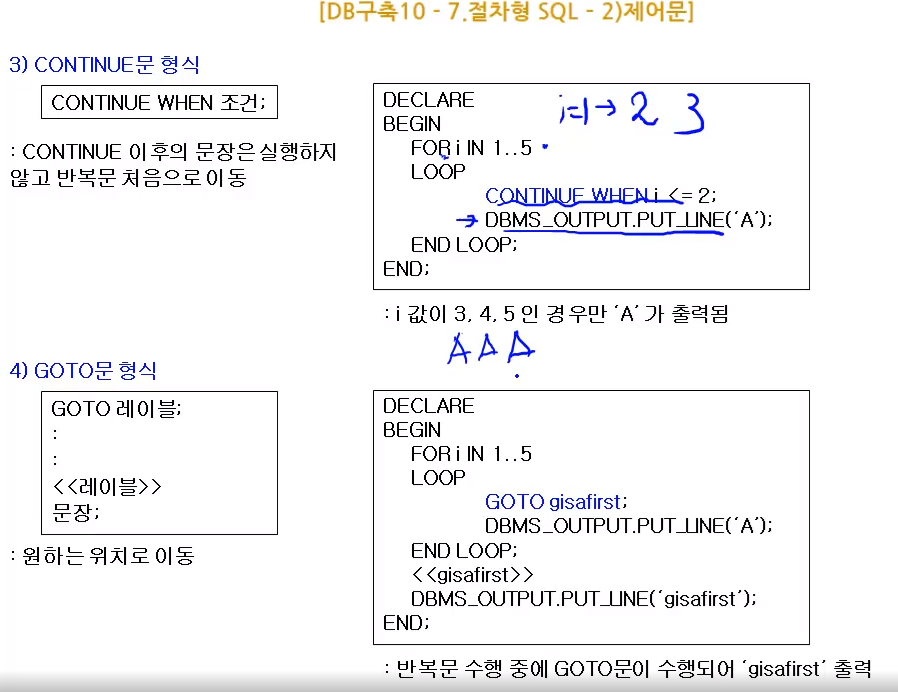 [DB구축10 - 7.절차형 SQL - 2)제어문]
3) CONTINUE문 형식
CONTINUE WHEN 조건;
: CONTINUE 이후의 문장은 실행하지
않고 반복문 처음으로 이동
DECLARE
i=1→ 2 3
BEGIN
FOR i IN 1..5
LOOP
CONTINUE WHEN i <= 2;
→ DBMS_OUTPUT.PUT_LINE(‘A’);
END LOOP;
END;
: i 값이 3, 4, 5 인 경우만 ‘A’ 가 출력됨
A A A
4) GOTO문 형식
GOTO 레이블;
:
:
<<레이블>>
문장;
: 원하는 위치로 이동
DECLARE
BEGIN
FOR i IN 1..5
LOOP
GOTO gisafirst;
DBMS_OUTPUT.PUT_LINE(‘A’);
END LOOP;
<<gisafirst>>
DBMS_OUTPUT.PUT_LINE(‘gisafirst’);
END;
: 반복문 수행 중에 GOTO문이 수행되어 ‘gisafirst’ 출력